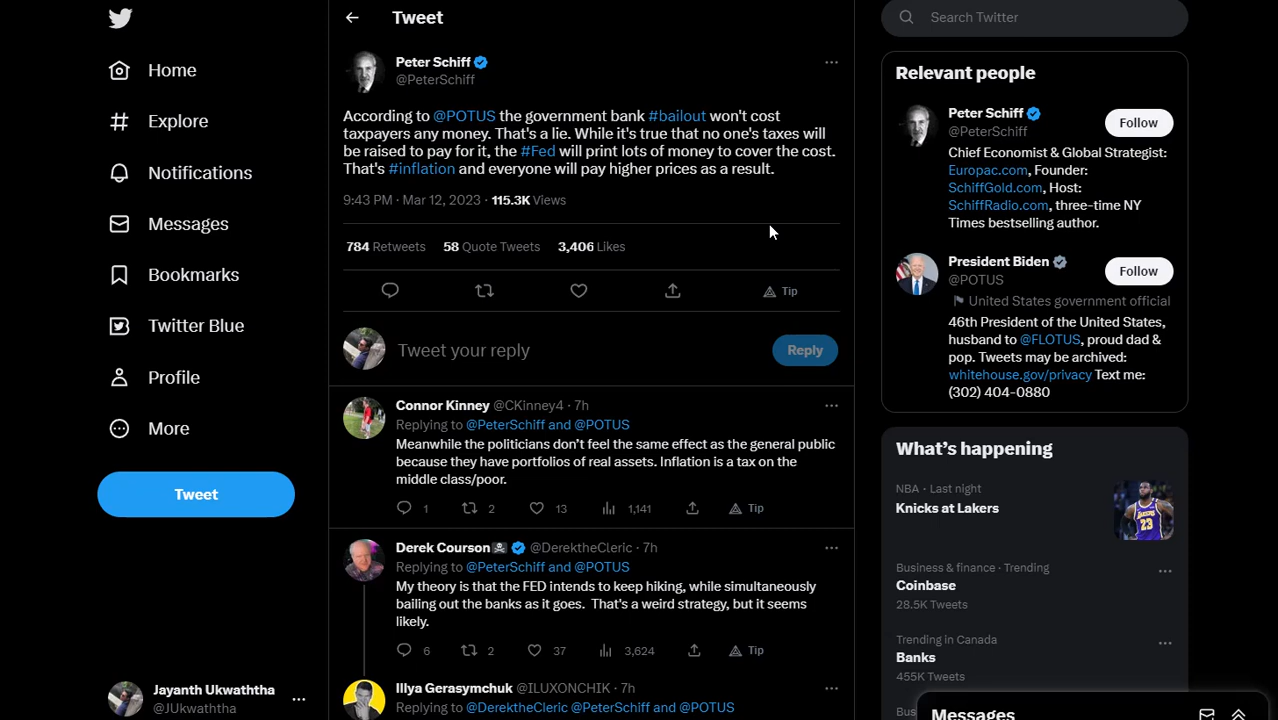 Home
Explore
Notifications
Messages
Bookmarks
Twitter Blue
Profile
More
Tweet
Jayanth Ukwaththa
@JUkwaththa
Tweet
Peter Schiff
@PeterSchiff
According to @POTUS the government bank #bailout won't cost
taxpayers any money. That's a lie. While it's true that no one's taxes will
be raised to pay for it, the #Fed will print lots of money to cover the cost.
That's #inflation and everyone will pay higher prices as a result.
9:43 PM · Mar 12, 2023 · 115.3K Views
784 Retweets 58 Quote Tweets 3,406 Likes
Tip
Tweet your reply
Reply
Connor Kinney @CKinney4 · 7h
Replying to @PeterSchiff and @POTUS
Meanwhile the politicians don't feel the same effect as the general public
because they have portfolios of real assets. Inflation is a tax on the
middle class/poor.
1 2 13 1,141 Tip
Derek Courson @DerektheCleric · 7h
Replying to @PeterSchiff and @POTUS
My theory is that the FED intends to keep hiking, while simultaneously
bailing out the banks as it goes. That's a weird strategy, but it seems
likely.
6 2 37 3,624 Tip
Illya Gerasymchuk @ILUXONCHIK · 7h
Replying to @DerektheCleric @PeterSchiff and @POTUS
Search Twitter
Relevant people
Peter Schiff
@PeterSchiff
Follow
Chief Economist & Global Strategist:
Europac.com, Founder:
SchiffGold.com, Host:
SchiffRadio.com, three-time NY
Times bestselling author.
President Biden
@POTUS
Follow
United States government official
46th President of the United States,
husband to @FLOTUS, proud dad &
pop. Tweets may be archived:
whitehouse.gov/privacy Text me:
(302) 404-0880
What's happening
NBA · Last night
Knicks at Lakers
Business & finance · Trending
Coinbase
28.5K Tweets
Trending in Canada
Banks
455K Tweets
Messages